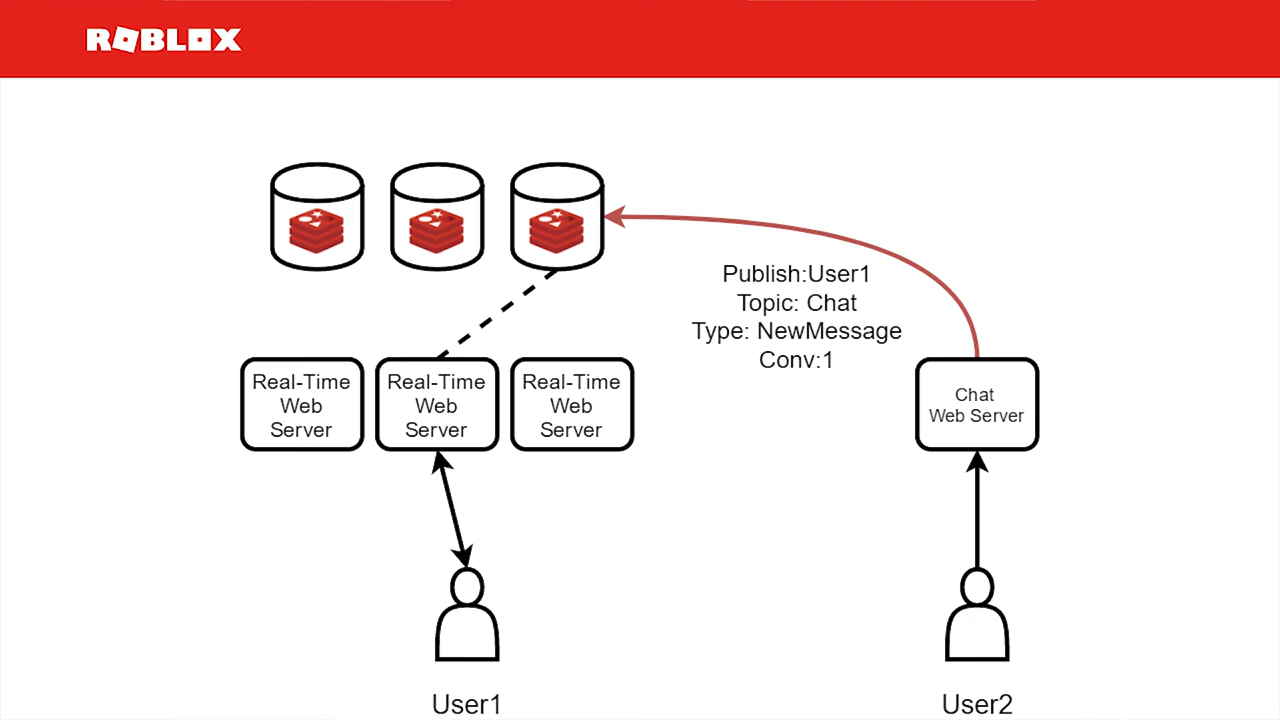 ROBLOX
Publish:User1
Topic: Chat
Type: NewMessage
Conv:1
Real-Time
Web
Server
Real-Time
Web
Server
Real-Time
Web
Server
Chat
Web Server
User1
User2